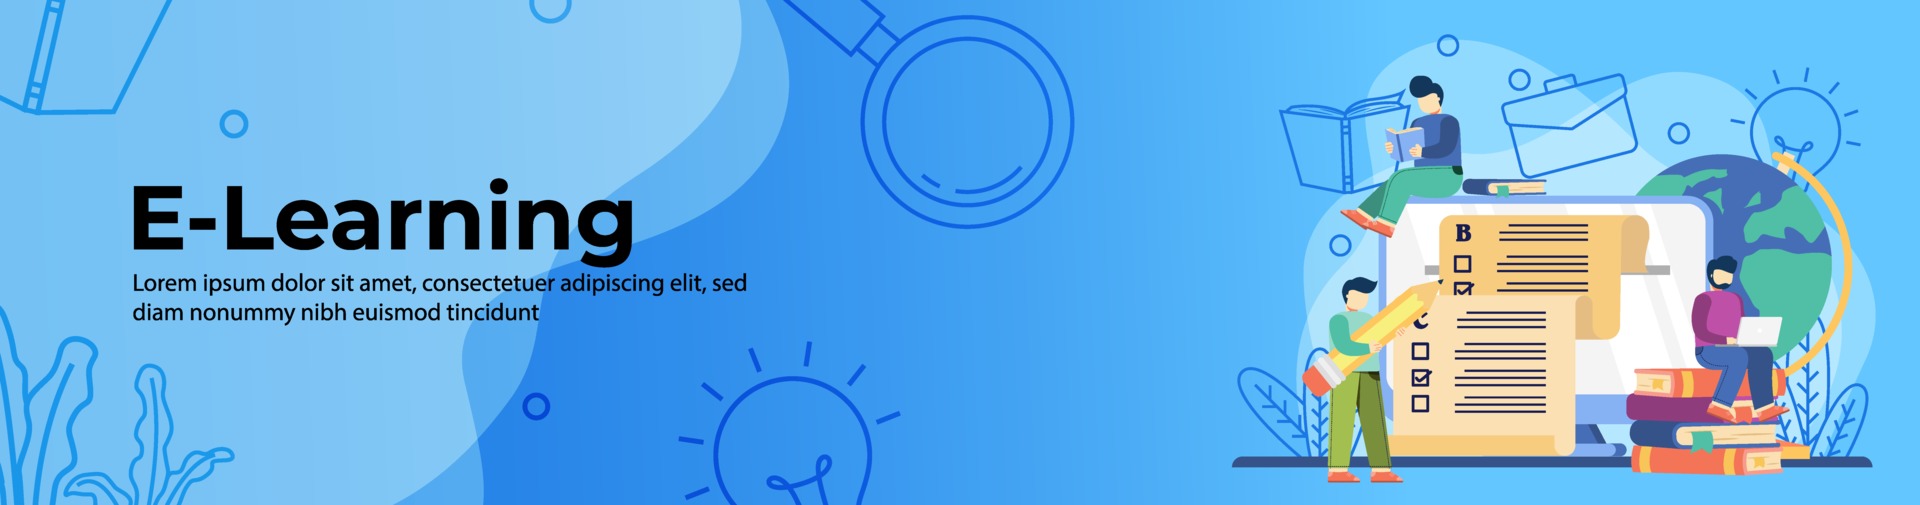 E-Learning
Lorem ipsum dolor sit amet, consectetuer adipiscing elit, sed
diam nonummy nibh euismod tincidunt
B
C